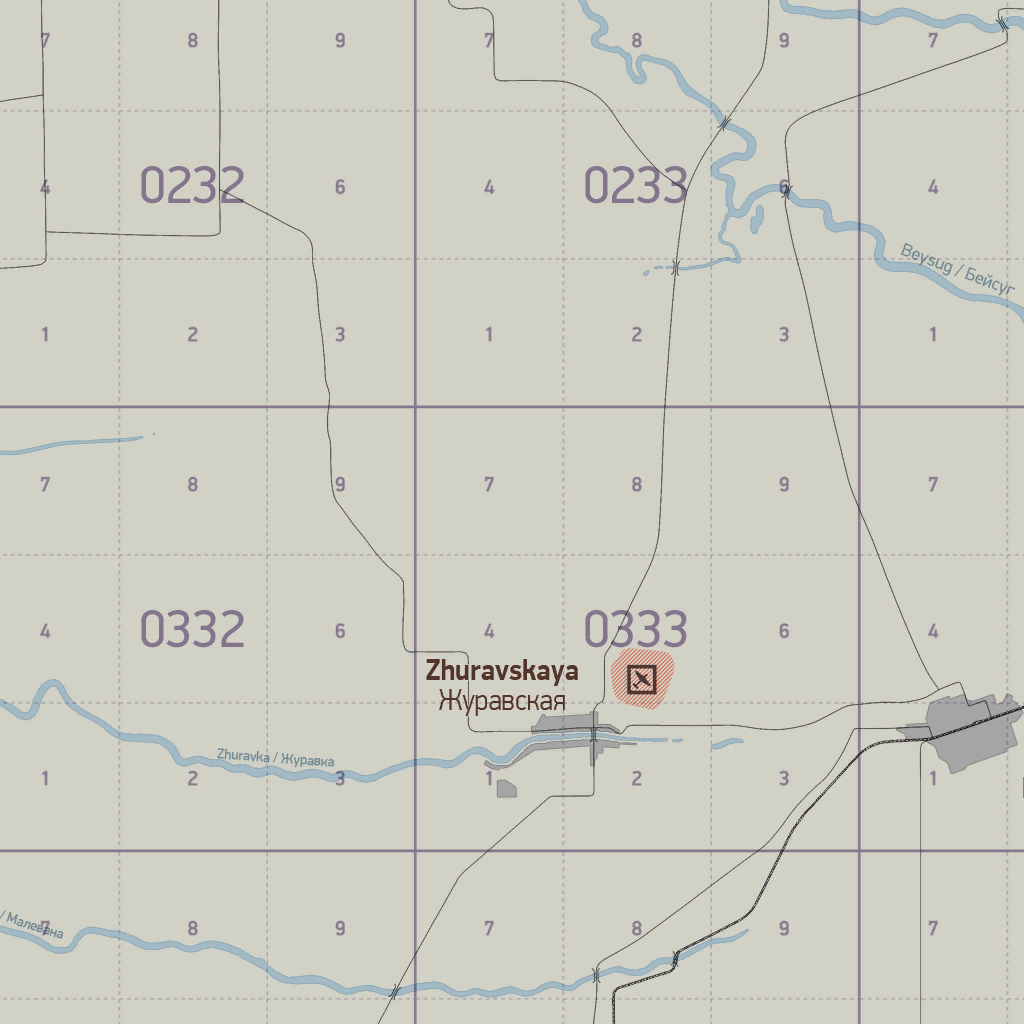 7 8 9 7 8 9 7
4 0232 6 4 0233 6 4
Beysug / Бейсуг
1 2 3 1 2 3 1
7 8 9 7 8 9 7
4 0332 6 4 0333 6 4
Zhuravskaya
Журавская
Zhuravka / Журавка
1 2 3 1 2 3 1
/ Малевана
7 8 9 7 8 9 7